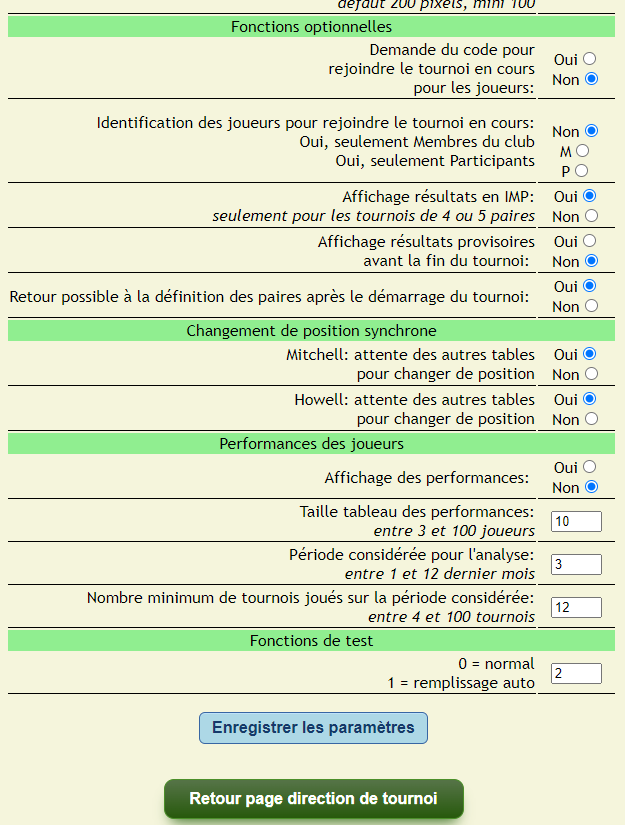 défaut 200 pixels, mini 100
Fonctions optionnelles
Demande du code pour
rejoindre le tournoi en cours
pour les joueurs:
Oui
Non
Identification des joueurs pour rejoindre le tournoi en cours:
Oui, seulement Membres du club
Oui, seulement Participants
Non
M
P
Affichage résultats en IMP:
seulement pour les tournois de 4 ou 5 paires
Oui
Non
Affichage résultats provisoires
avant la fin du tournoi:
Oui
Non
Retour possible à la définition des paires après le démarrage du tournoi:
Oui
Non
Changement de position synchrone
Mitchell: attente des autres tables
pour changer de position
Oui
Non
Howell: attente des autres tables
pour changer de position
Oui
Non
Performances des joueurs
Affichage des performances:
Oui
Non
Taille tableau des performances:
entre 3 et 100 joueurs
10
Période considérée pour l'analyse:
entre 1 et 12 dernier mois
3
Nombre minimum de tournois joués sur la période considérée:
entre 4 et 100 tournois
12
Fonctions de test
0 = normal
1 = remplissage auto
2
Enregistrer les paramètres
Retour page direction de tournoi